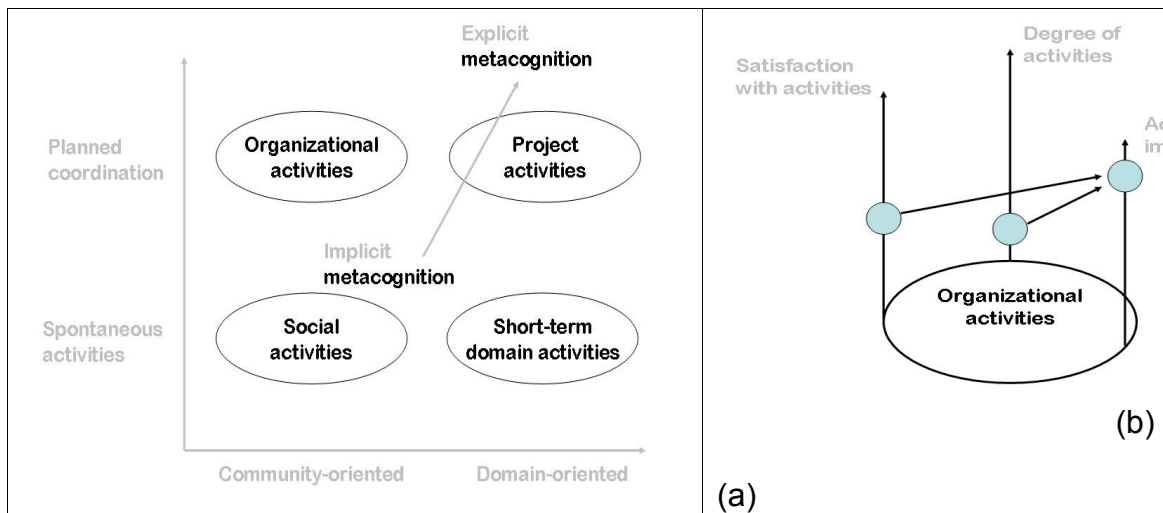 Explicit
metacognition
Planned
coordination
Organizational
activities
Project
activities
Implicit
metacognition
Spontaneous
activities
Social
activities
Short-term
domain activities
Community-oriented
Domain-oriented
Degree of
activities
Satisfaction
with activities
Organizational
activities
(b)
(a)